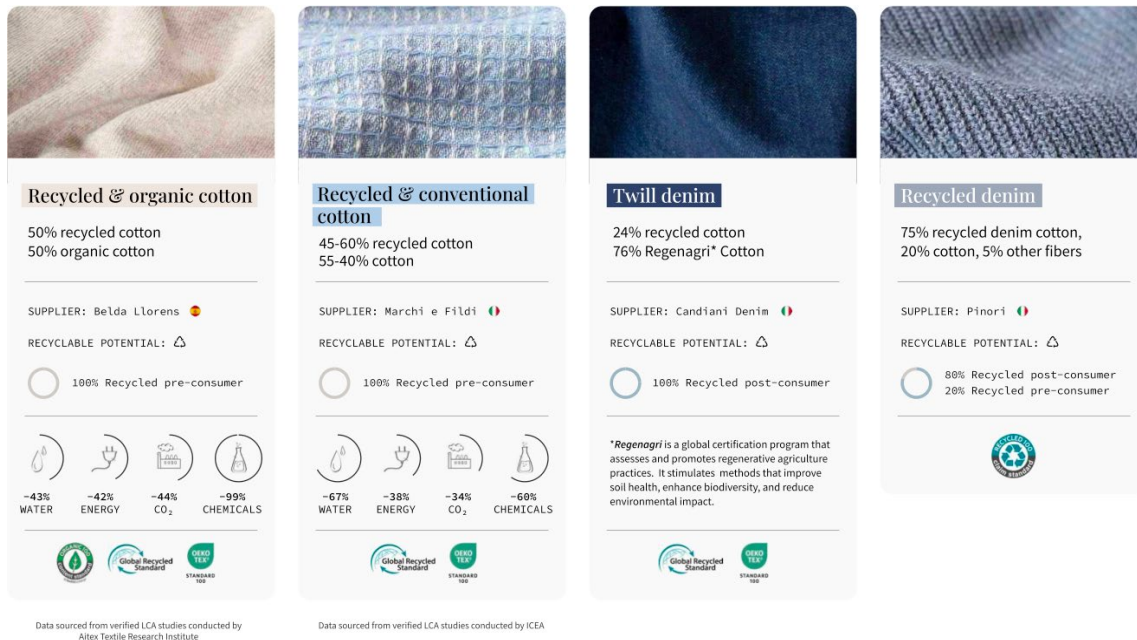 Recycled & organic cotton
50% recycled cotton
50% organic cotton
SUPPLIER: Belda Llorens
RECYCLABLE POTENTIAL:
100% Recycled pre-consumer
-43%
WATER
-42%
ENERGY
-44%
CO₂
-99%
CHEMICALS
ORGANIC 100
Global Recycled
Standard
OEKO
TEX®
STANDARD
100
Data sourced from verified LCA studies conducted by
Aitex Textile Research Institute
Recycled & conventional
cotton
45-60% recycled cotton
55-40% cotton
SUPPLIER: Marchi e Fildi
RECYCLABLE POTENTIAL:
100% Recycled pre-consumer
-67%
WATER
-38%
ENERGY
-34%
CO₂
-60%
CHEMICALS
Global Recycled
Standard
OEKO
TEX®
STANDARD
100
Data sourced from verified LCA studies conducted by ICEA
Twill denim
24% recycled cotton
76% Regenagri* Cotton
SUPPLIER: Candiani Denim
RECYCLABLE POTENTIAL:
100% Recycled post-consumer
*Regenagri is a global certification program that
assesses and promotes regenerative agriculture
practices. It stimulates methods that improve
soil health, enhance biodiversity, and reduce
environmental impact.
Global Recycled
Standard
OEKO
TEX®
STANDARD
100
Recycled denim
75% recycled denim cotton,
20% cotton, 5% other fibers
SUPPLIER: Pinori
RECYCLABLE POTENTIAL:
80% Recycled post-consumer
20% Recycled pre-consumer
RECYCLED 100
claim standard